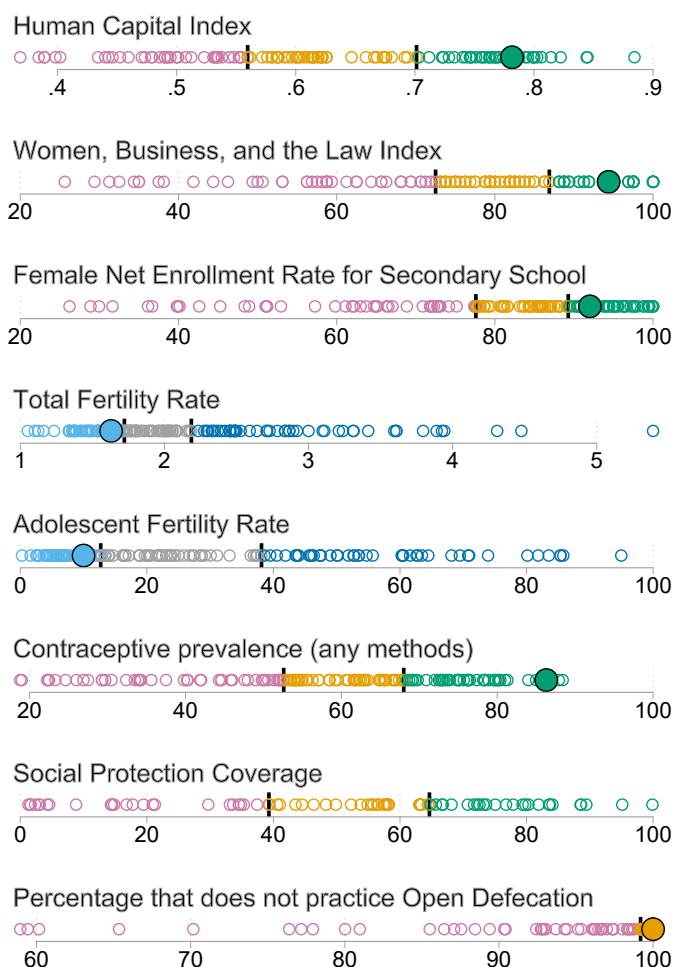 Human Capital Index
.4 .5 .6 .7 .8 .9
Women, Business, and the Law Index
20 40 60 80 100
Female Net Enrollment Rate for Secondary School
20 40 60 80 100
Total Fertility Rate
1 2 3 4 5
Adolescent Fertility Rate
0 20 40 60 80 100
Contraceptive prevalence (any methods)
20 40 60 80 100
Social Protection Coverage
0 20 40 60 80 100
Percentage that does not practice Open Defecation
60 70 80 90 100